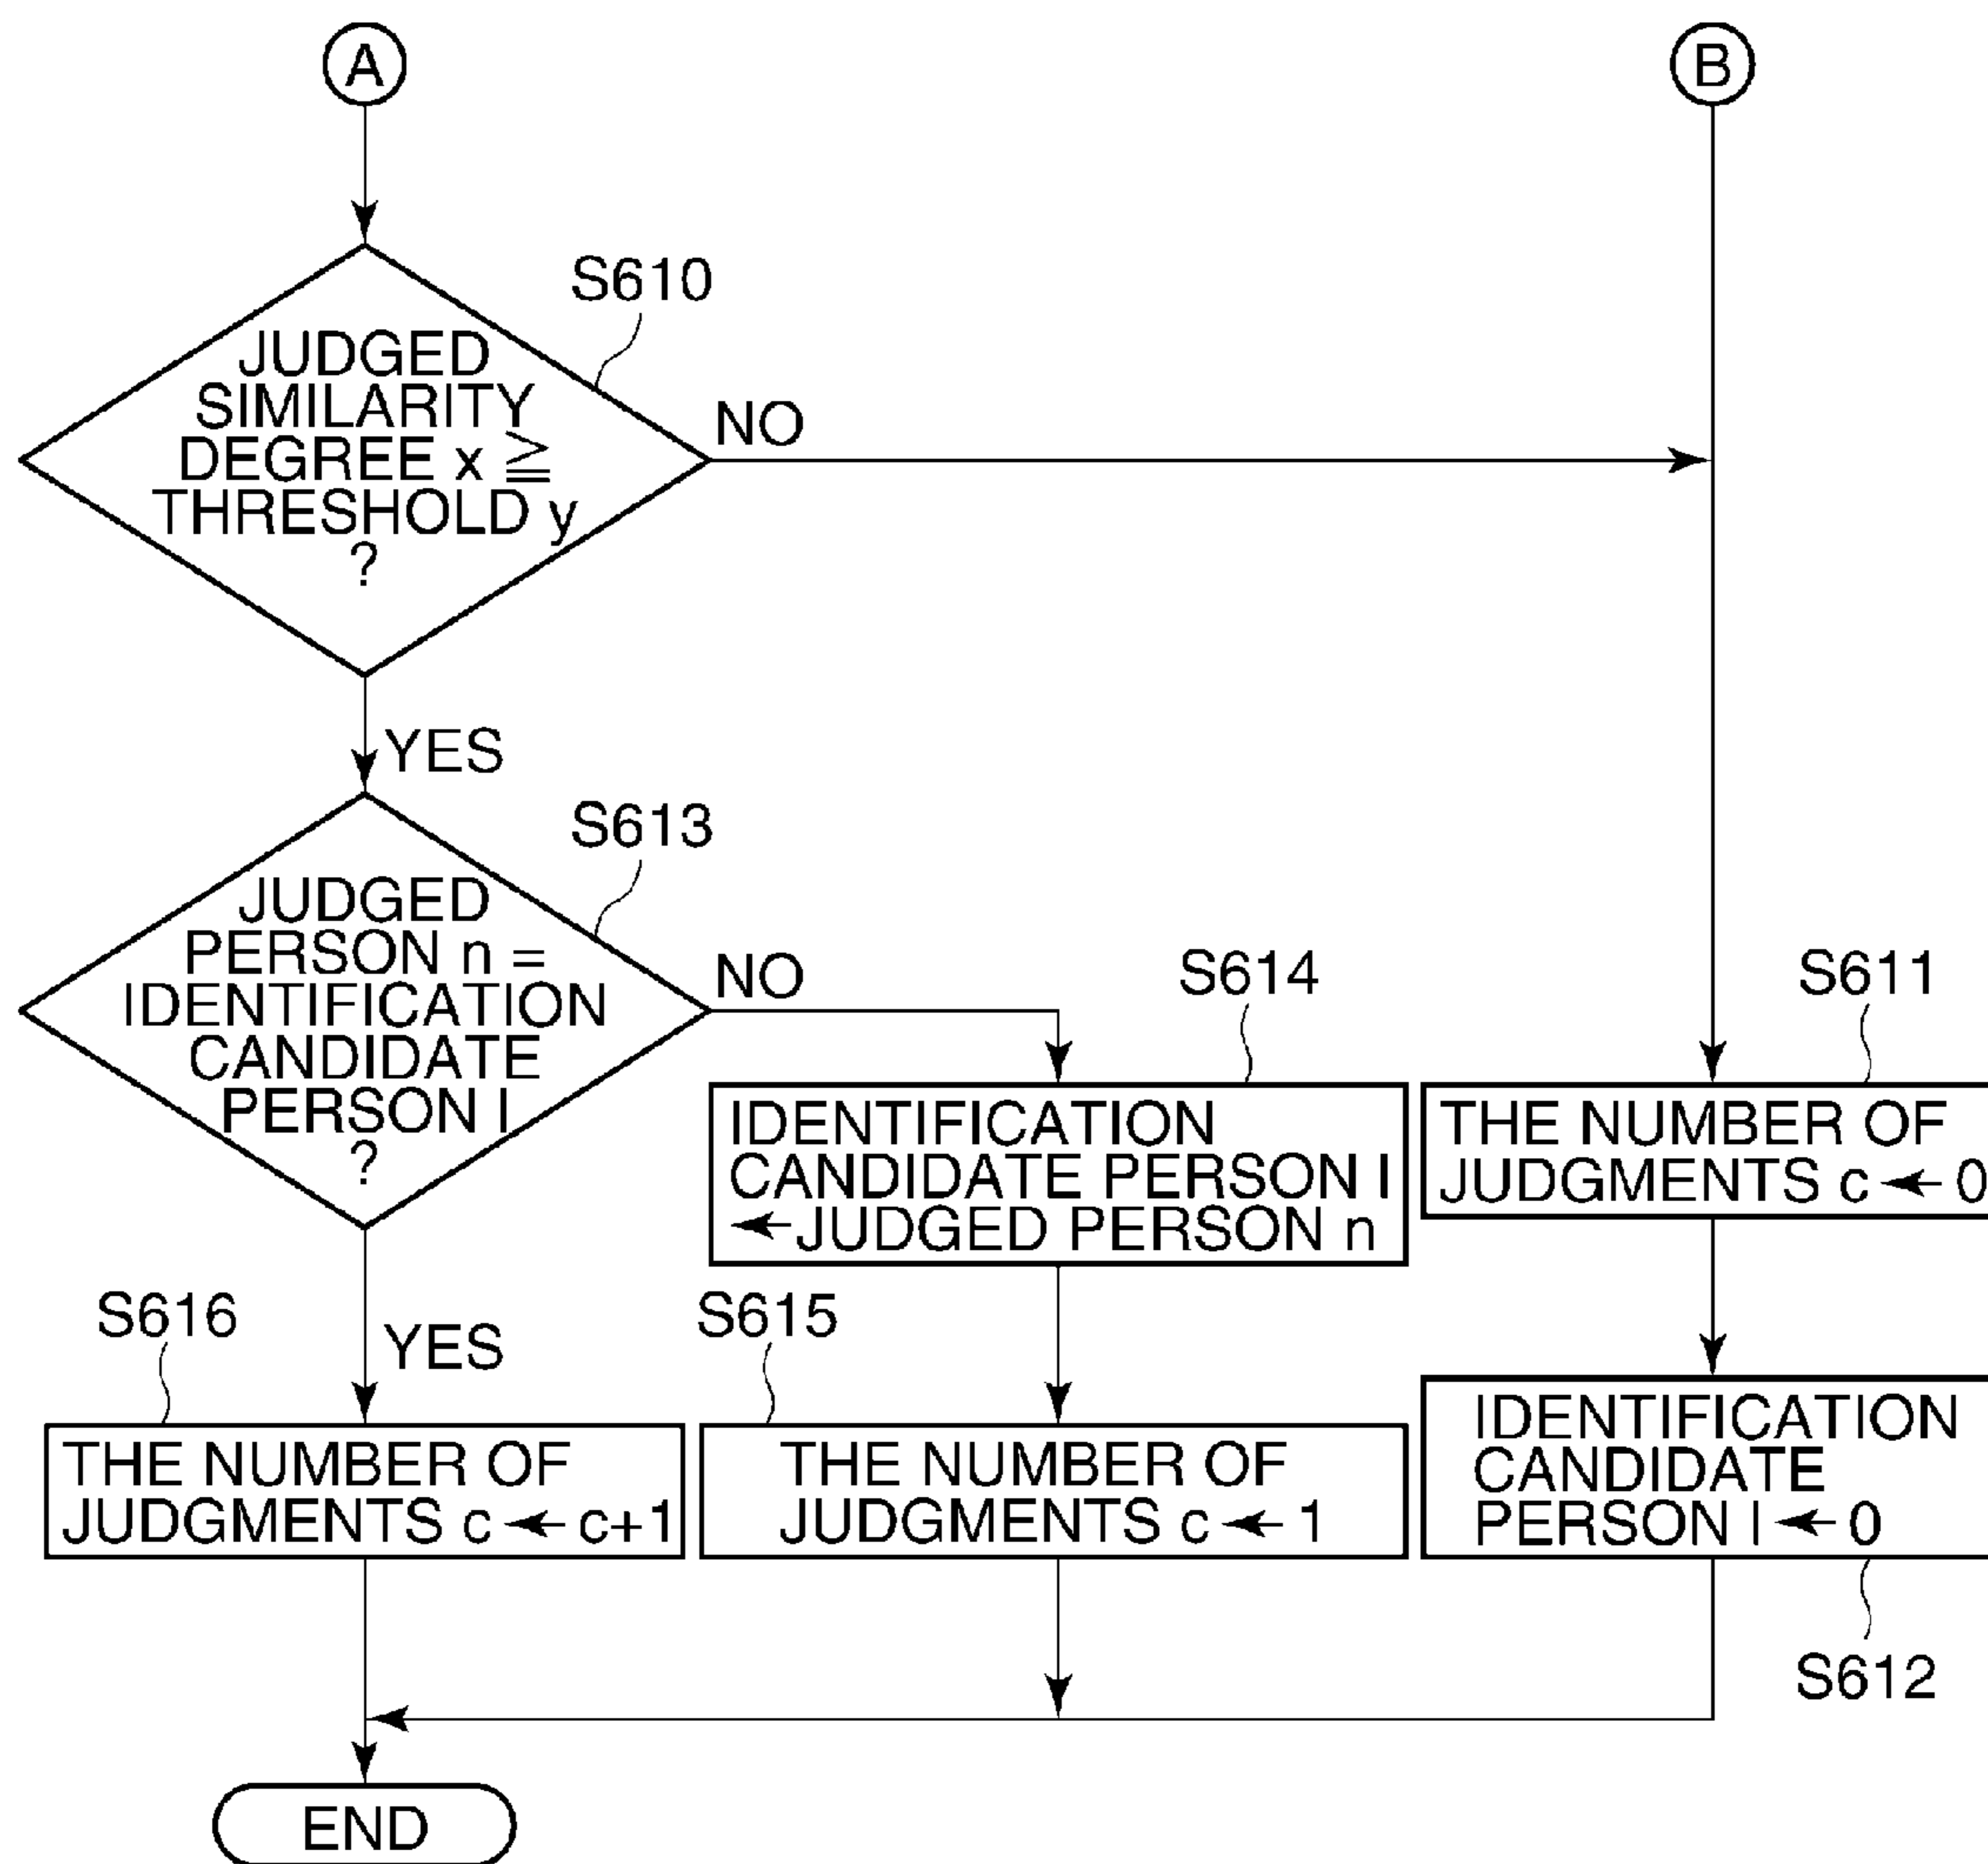 A
B
S610
JUDGED
SIMILARITY
DEGREE x ≧
THRESHOLD y
?
NO
YES
S613
JUDGED
PERSON n =
IDENTIFICATION
CANDIDATE
PERSON I
?
NO
S614
IDENTIFICATION
CANDIDATE PERSON I
← JUDGED PERSON n
S611
THE NUMBER OF
JUDGMENTS c ← 0
YES
S616
THE NUMBER OF
JUDGMENTS c ← c+1
S615
THE NUMBER OF
JUDGMENTS c ← 1
IDENTIFICATION
CANDIDATE
PERSON I ← 0
S612
END